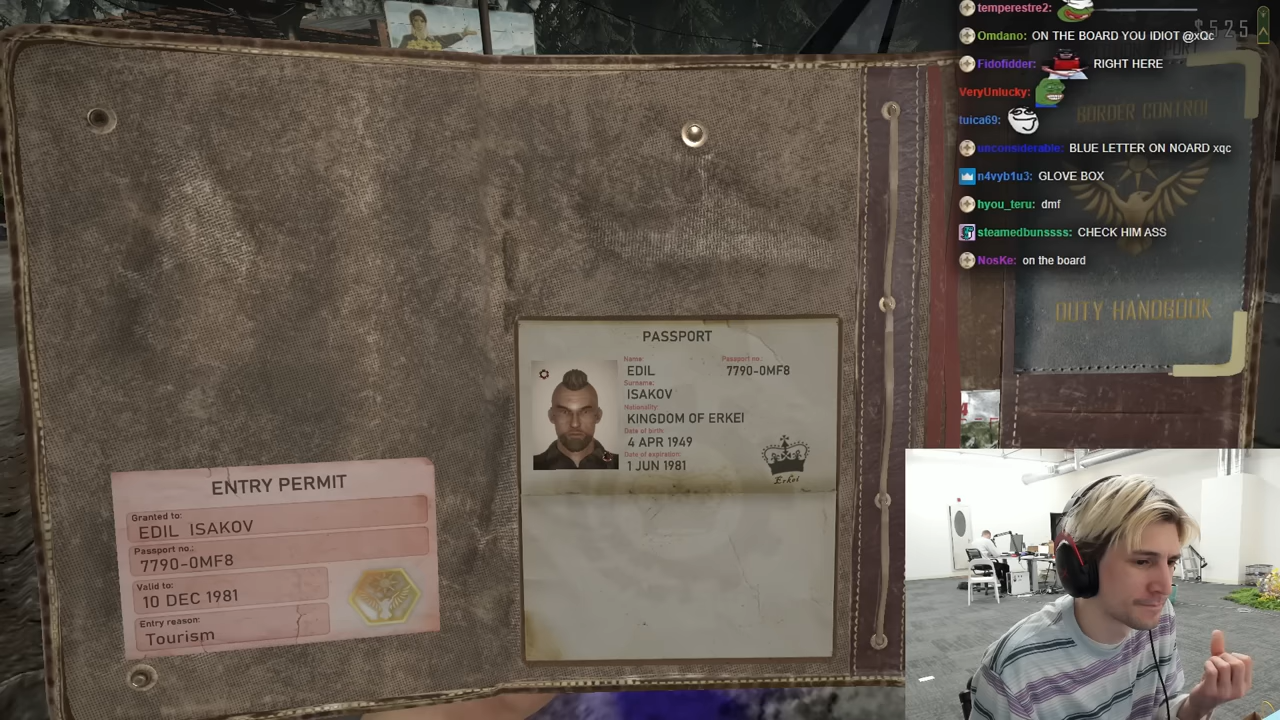 temperestre2:
$525
Omdano: ON THE BOARD YOU IDIOT @xQc
Fidofidder: RIGHT HERE
VeryUnlucky:
tuica69:
unconsiderable: BLUE LETTER ON NOARD xqc
n4vyb1u3: GLOVE BOX
hyou_teru: dmf
steamedbunssss: CHECK HIM ASS
NosKe: on the board
BORDER CONTROL
DUTY HANDBOOK
PASSPORT
Name:
EDIL
Passport no.:
7790-0MF8
Surname:
ISAKOV
Nationality:
KINGDOM OF ERKEI
Date of birth:
4 APR 1949
Date of expiration:
1 JUN 1981
Erkei
ENTRY PERMIT
Granted to:
EDIL ISAKOV
Passport no.:
7790-0MF8
Valid to:
10 DEC 1981
Entry reason:
Tourism